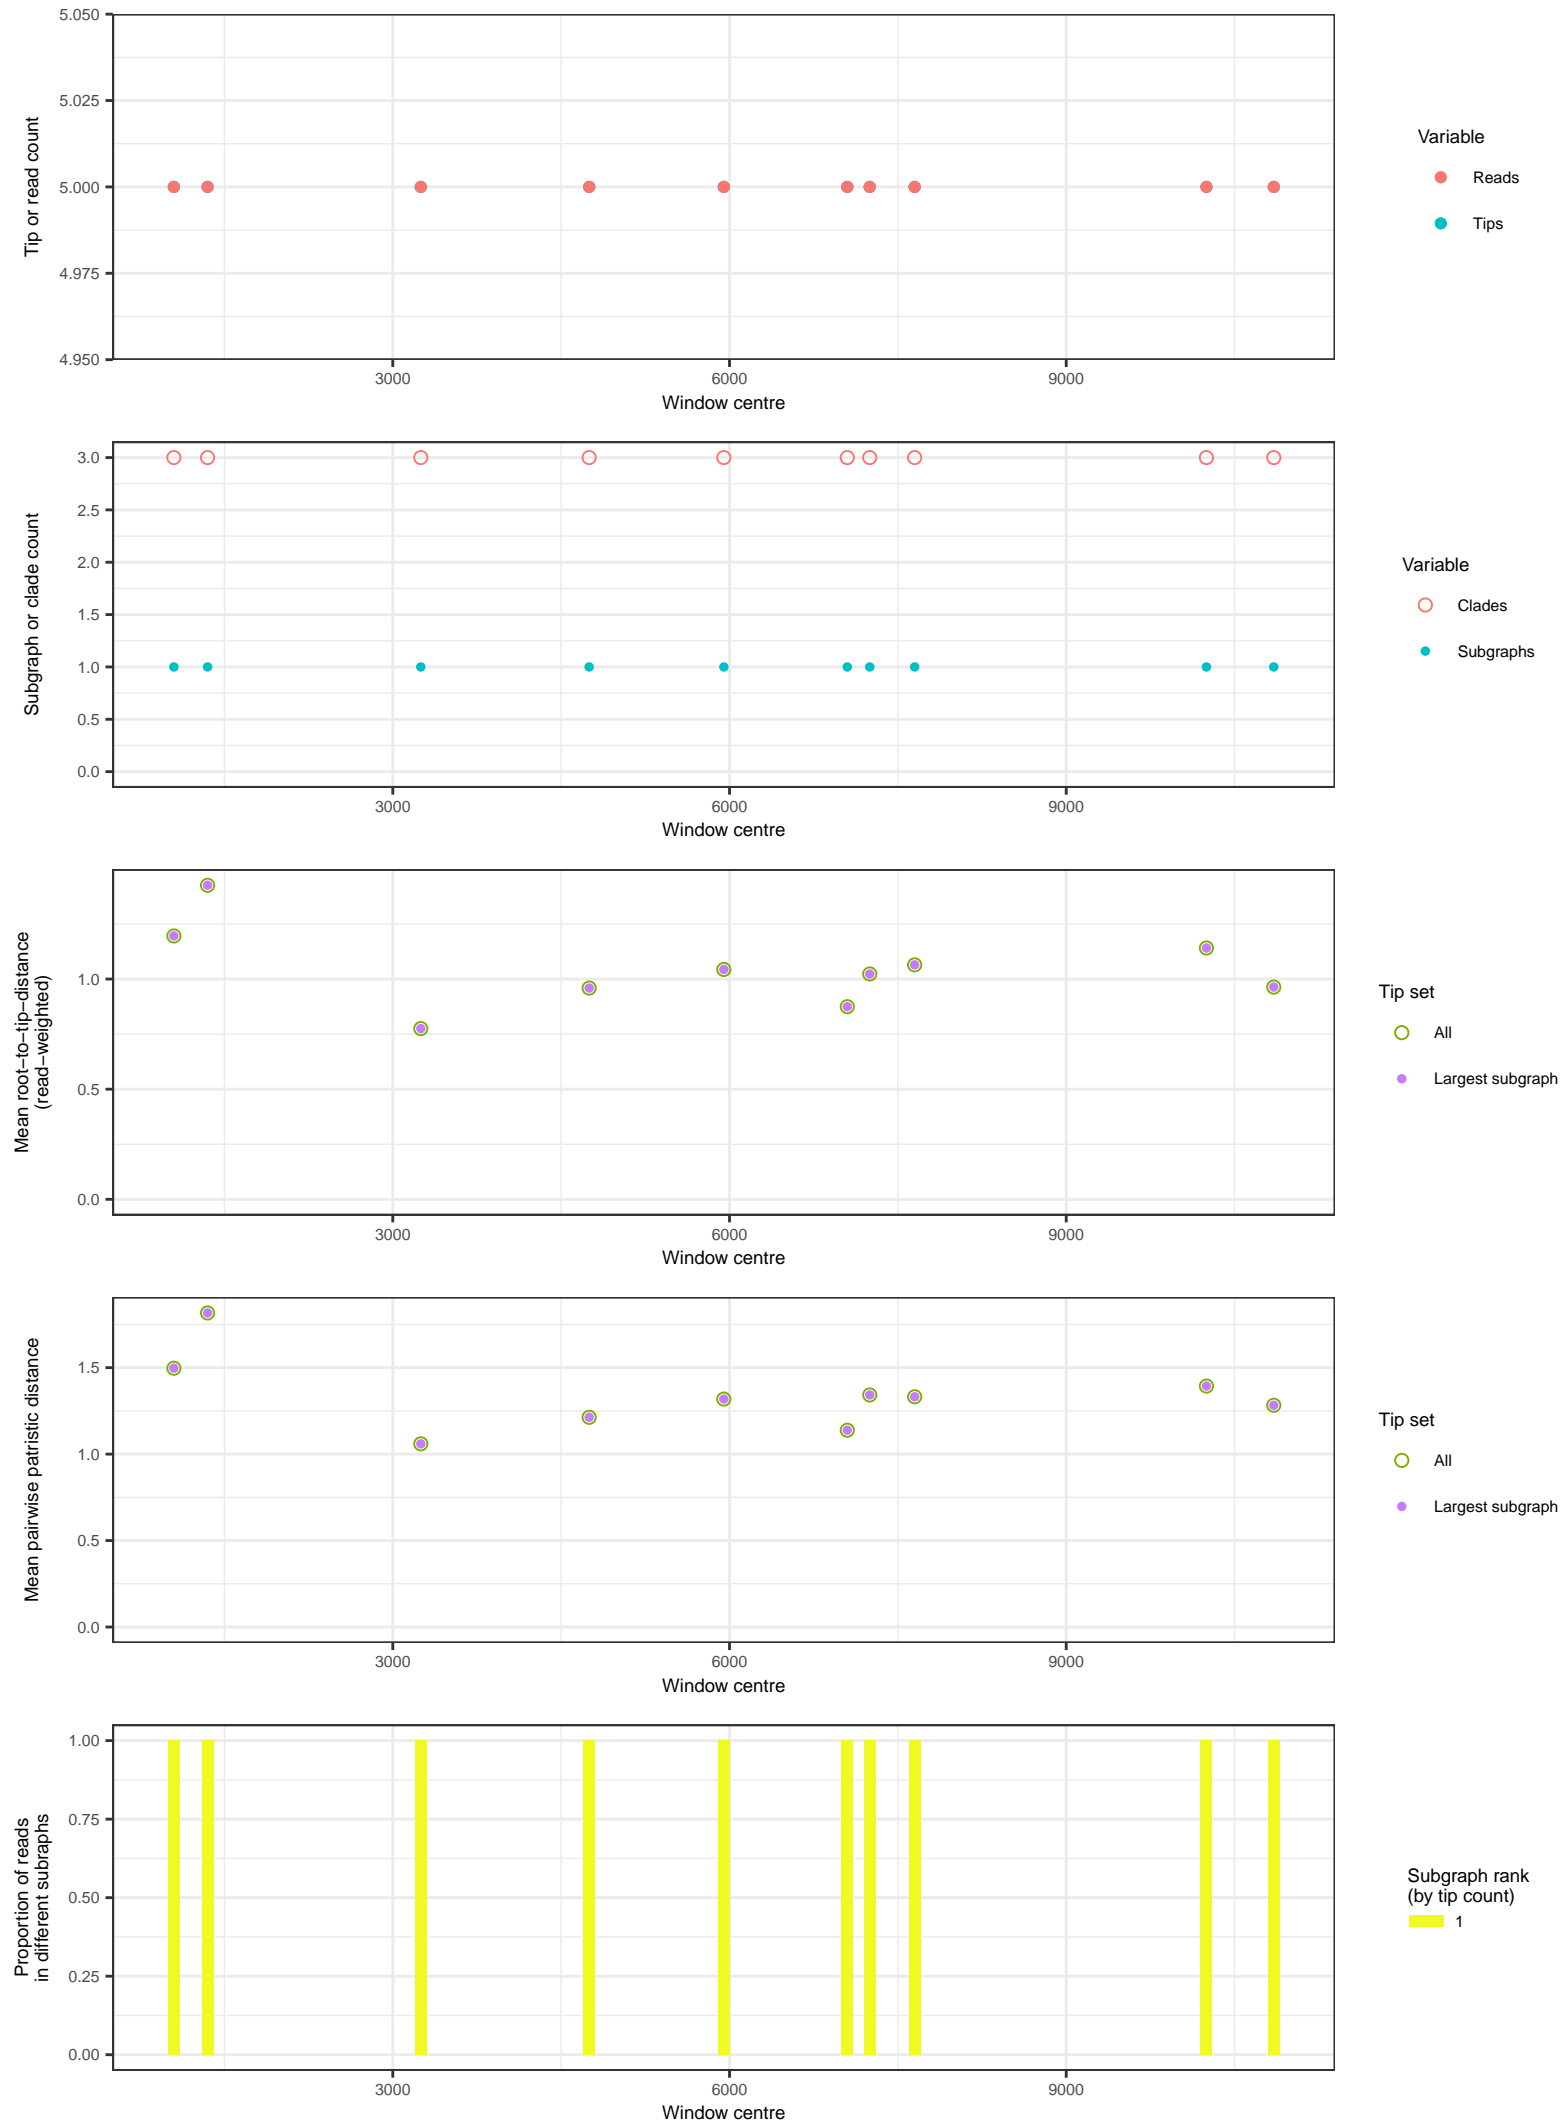 5.050
5.025
5.000
4.975
4.950
Tip or read count
3000 6000 9000
Window centre
Variable
Reads
Tips
3.0
2.5
2.0
1.5
1.0
0.5
0.0
Subgraph or clade count
3000 6000 9000
Window centre
Variable
Clades
Subgraphs
1.0
0.5
0.0
Mean root−to−tip−distance
(read−weighted)
3000 6000 9000
Window centre
Tip set
All
Largest subgraph
1.5
1.0
0.5
0.0
Mean pairwise patristic distance
3000 6000 9000
Window centre
Tip set
All
Largest subgraph
1.00
0.75
0.50
0.25
0.00
Proportion of reads
in different subraphs
3000 6000 9000
Window centre
Subgraph rank
(by tip count)
1